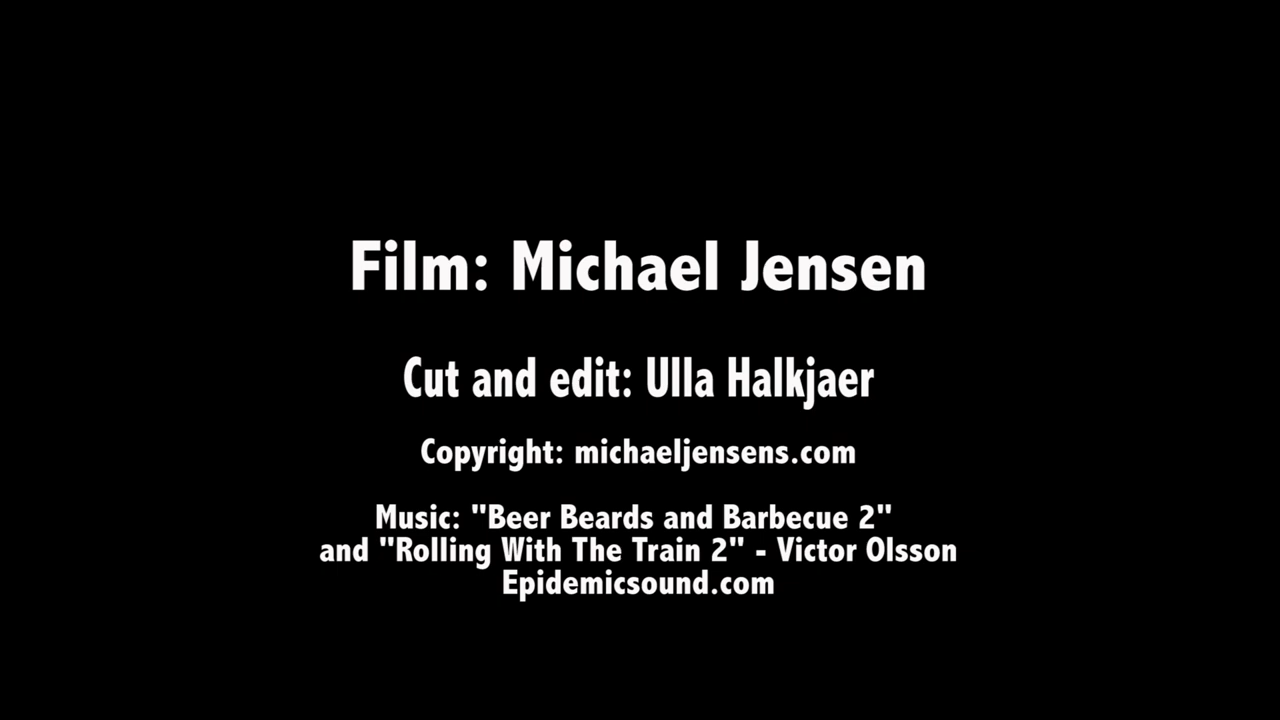 Film: Michael Jensen
Cut and edit: Ulla Halkjaer
Copyright: michaeljensens.com
Music: "Beer Beards and Barbecue 2"
and "Rolling With The Train 2" - Victor Olsson
Epidemicsound.com